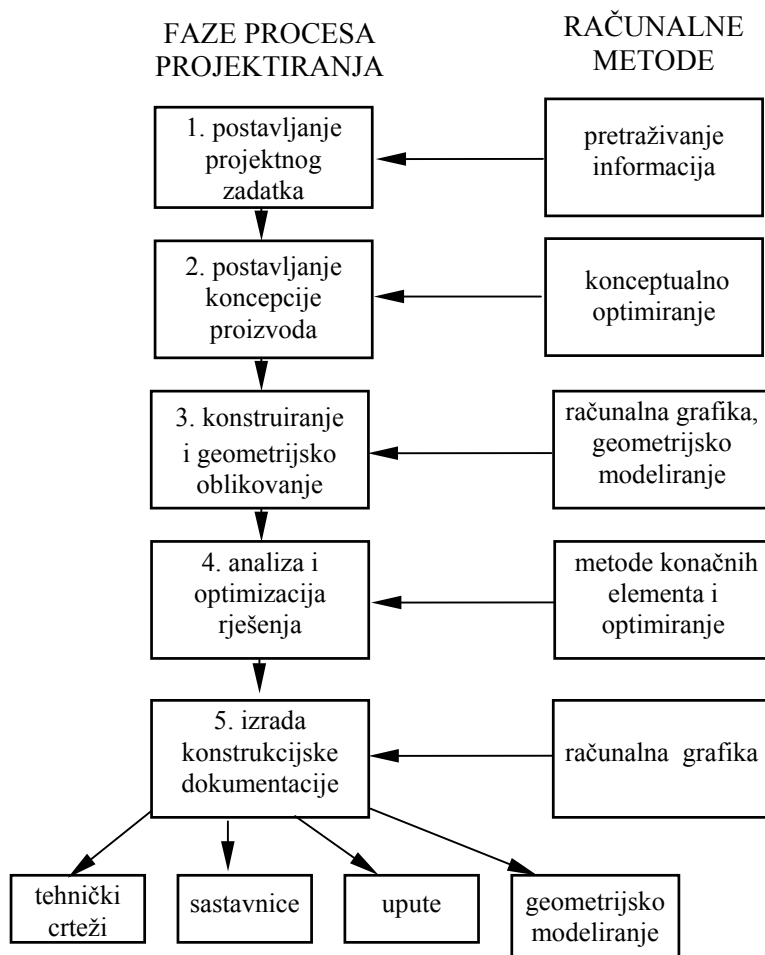 FAZE PROCESA
PROJEKTIRANJA
RAČUNALNE
METODE
1. postavljanje
projektnog
zadatka
pretraživanje
informacija
2. postavljanje
koncepcije
proizvoda
konceptualno
optimiranje
3. konstruiranje
i geometrijsko
oblikovanje
računalna grafika,
geometrijsko
modeliranje
4. analiza i
optimizacija
rješenja
metode konačnih
elementa i
optimiranje
5. izrada
konstrukcijske
dokumentacije
računalna grafika
tehnički
crteži
sastavnice
upute
geometrijsko
modeliranje